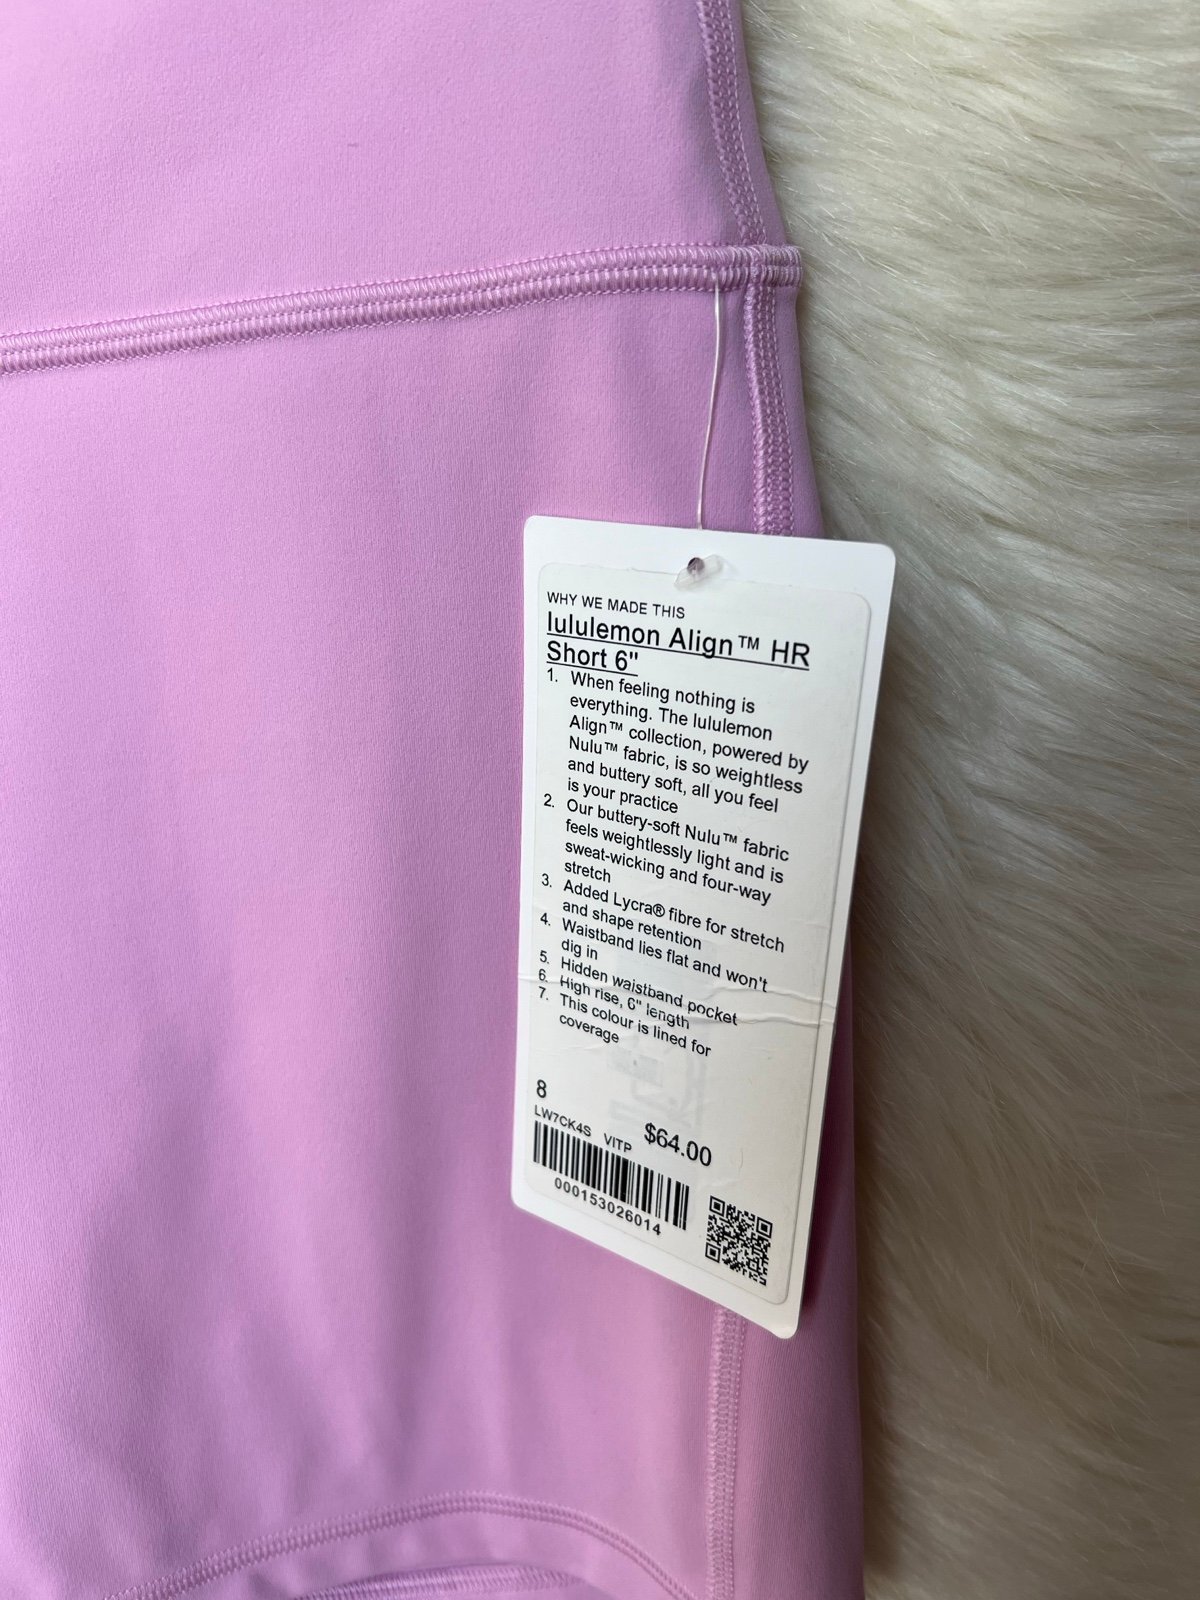 WHY WE MADE THIS
lululemon Align™ HR
Short 6"
1. When feeling nothing is
everything. The lululemon
Align™ collection, powered by
Nulu™ fabric, is so weightless
and buttery soft, all you feel
is your practice
2. Our buttery-soft Nulu™ fabric
feels weightlessly light and is
sweat-wicking and four-way
stretch
3. Added Lycra® fibre for stretch
and shape retention
4. Waistband lies flat and won't
dig in
5. Hidden waistband pocket
6. High rise, 6" length
7. This colour is lined for
coverage
8
LW7CK4S VITP $64.00
000153026014